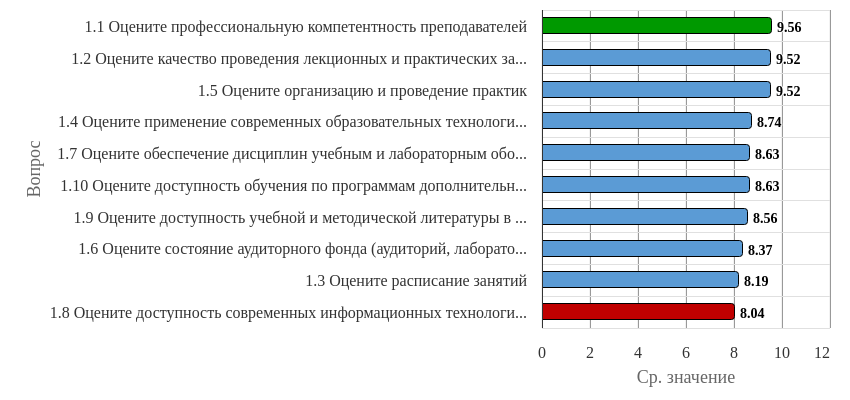 1.1 Оцените профессиональную компетентность преподавателей 9.56
1.2 Оцените качество проведения лекционных и практических за... 9.52
1.5 Оцените организацию и проведение практик 9.52
1.4 Оцените применение современных образовательных технологи... 8.74
1.7 Оцените обеспечение дисциплин учебным и лабораторным обо... 8.63
1.10 Оцените доступность обучения по программам дополнительн... 8.63
1.9 Оцените доступность учебной и методической литературы в ... 8.56
1.6 Оцените состояние аудиторного фонда (аудиторий, лаборато... 8.37
1.3 Оцените расписание занятий 8.19
1.8 Оцените доступность современных информационных технологи... 8.04
Вопрос
0 2 4 6 8 10 12
Ср. значение